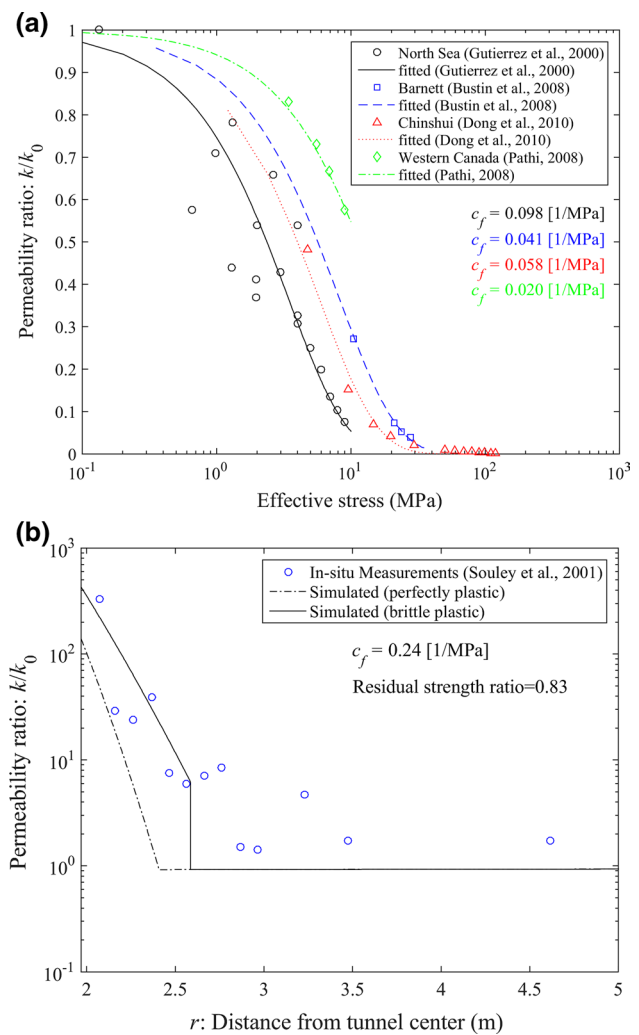 (a)
Permeability ratio: k/k0
1
0.9
0.8
0.7
0.6
0.5
0.4
0.3
0.2
0.1
0
North Sea (Gutierrez et al., 2000)
fitted (Gutierrez et al., 2000)
Barnett (Bustin et al., 2008)
fitted (Bustin et al., 2008)
Chinshui (Dong et al., 2010)
fitted (Dong et al., 2010)
Western Canada (Pathi, 2008)
fitted (Pathi, 2008)
cf = 0.098 [1/MPa]
cf = 0.041 [1/MPa]
cf = 0.058 [1/MPa]
cf = 0.020 [1/MPa]
10-1 100 101 102 103
Effective stress (MPa)
(b)
Permeability ratio: k/k0
103
102
101
100
10-1
In-situ Measurements (Souley et al., 2001)
Simulated (perfectly plastic)
Simulated (brittle plastic)
cf = 0.24 [1/MPa]
Residual strength ratio=0.83
2 2.5 3 3.5 4 4.5 5
r: Distance from tunnel center (m)